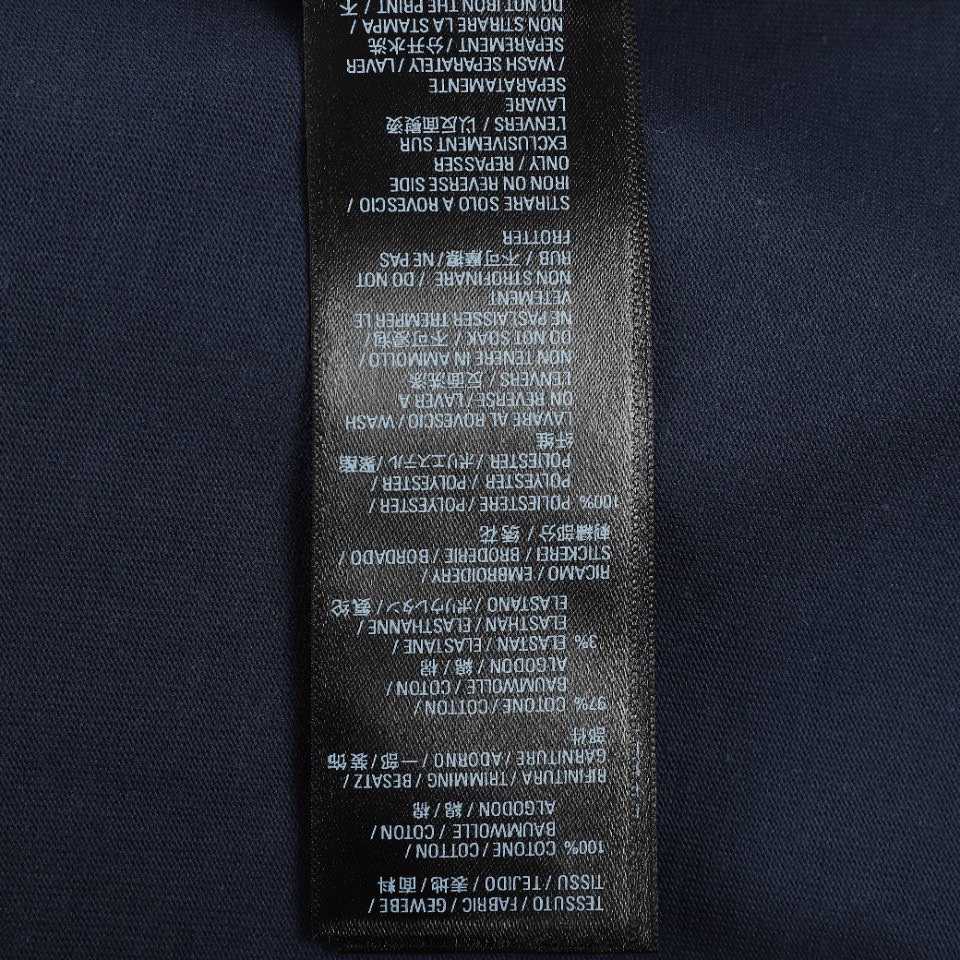 TESSUTO / FABRIC / GEWEBE /
TISSU / TEJIDO / 表地 / 面料
100% COTONE / COTTON /
BAUMWOLLE / COTON /
ALGODON / 綿 / 棉
RIFINITURA / TRIMMING / BESATZ /
GARNITURE / ADORNO / 一部 / 装饰
部件
97% COTONE / COTTON /
BAUMWOLLE / COTON /
ALGODON / 綿 / 棉
3% ELASTAN / ELASTANE /
ELASTHAN / ELASTHANNE /
ELASTANO / ポリウレタン / 氨纶
RICAMO / EMBROIDERY /
STICKEREI / BRODERIE / BORDADO /
刺繍部分 / 绣花
100% POLIESTERE / POLYESTER /
POLYESTER / POLYESTER /
POLIESTER / ポリエステル / 聚酯
纤维
LAVARE AL ROVESCIO / WASH
ON REVERSE / LAVER A
L'ENVERS / 反面洗涤
NON TENERE IN AMMOLLO /
DO NOT SOAK / 不可浸泡 /
NE PASLAISSER TREMPER LE
VETEMENT
NON STROFINARE / DO NOT
RUB / 不可摩擦 / NE PAS
FROTTER
STIRARE SOLO A ROVESCIO /
IRON ON REVERSE SIDE
ONLY / REPASSER
EXCLUSIVEMENT SUR
L'ENVERS / 以反面熨烫
LAVARE
SEPARATAMENTE
/ WASH SEPARATELY / LAVER
SEPAREMENT / 分开水洗
NON STIRARE LA STAMPA /
DO NOT IRON THE PRINT / 不